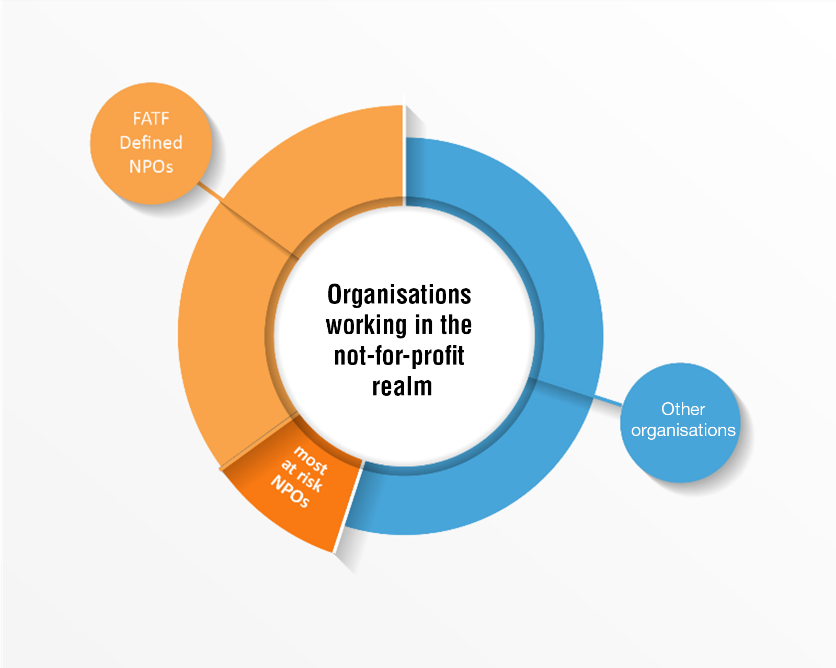 FATF
Defined
NPOs
Organisations
working in the
not-for-profit
realm
Other
organisations
most
at risk
NPOs